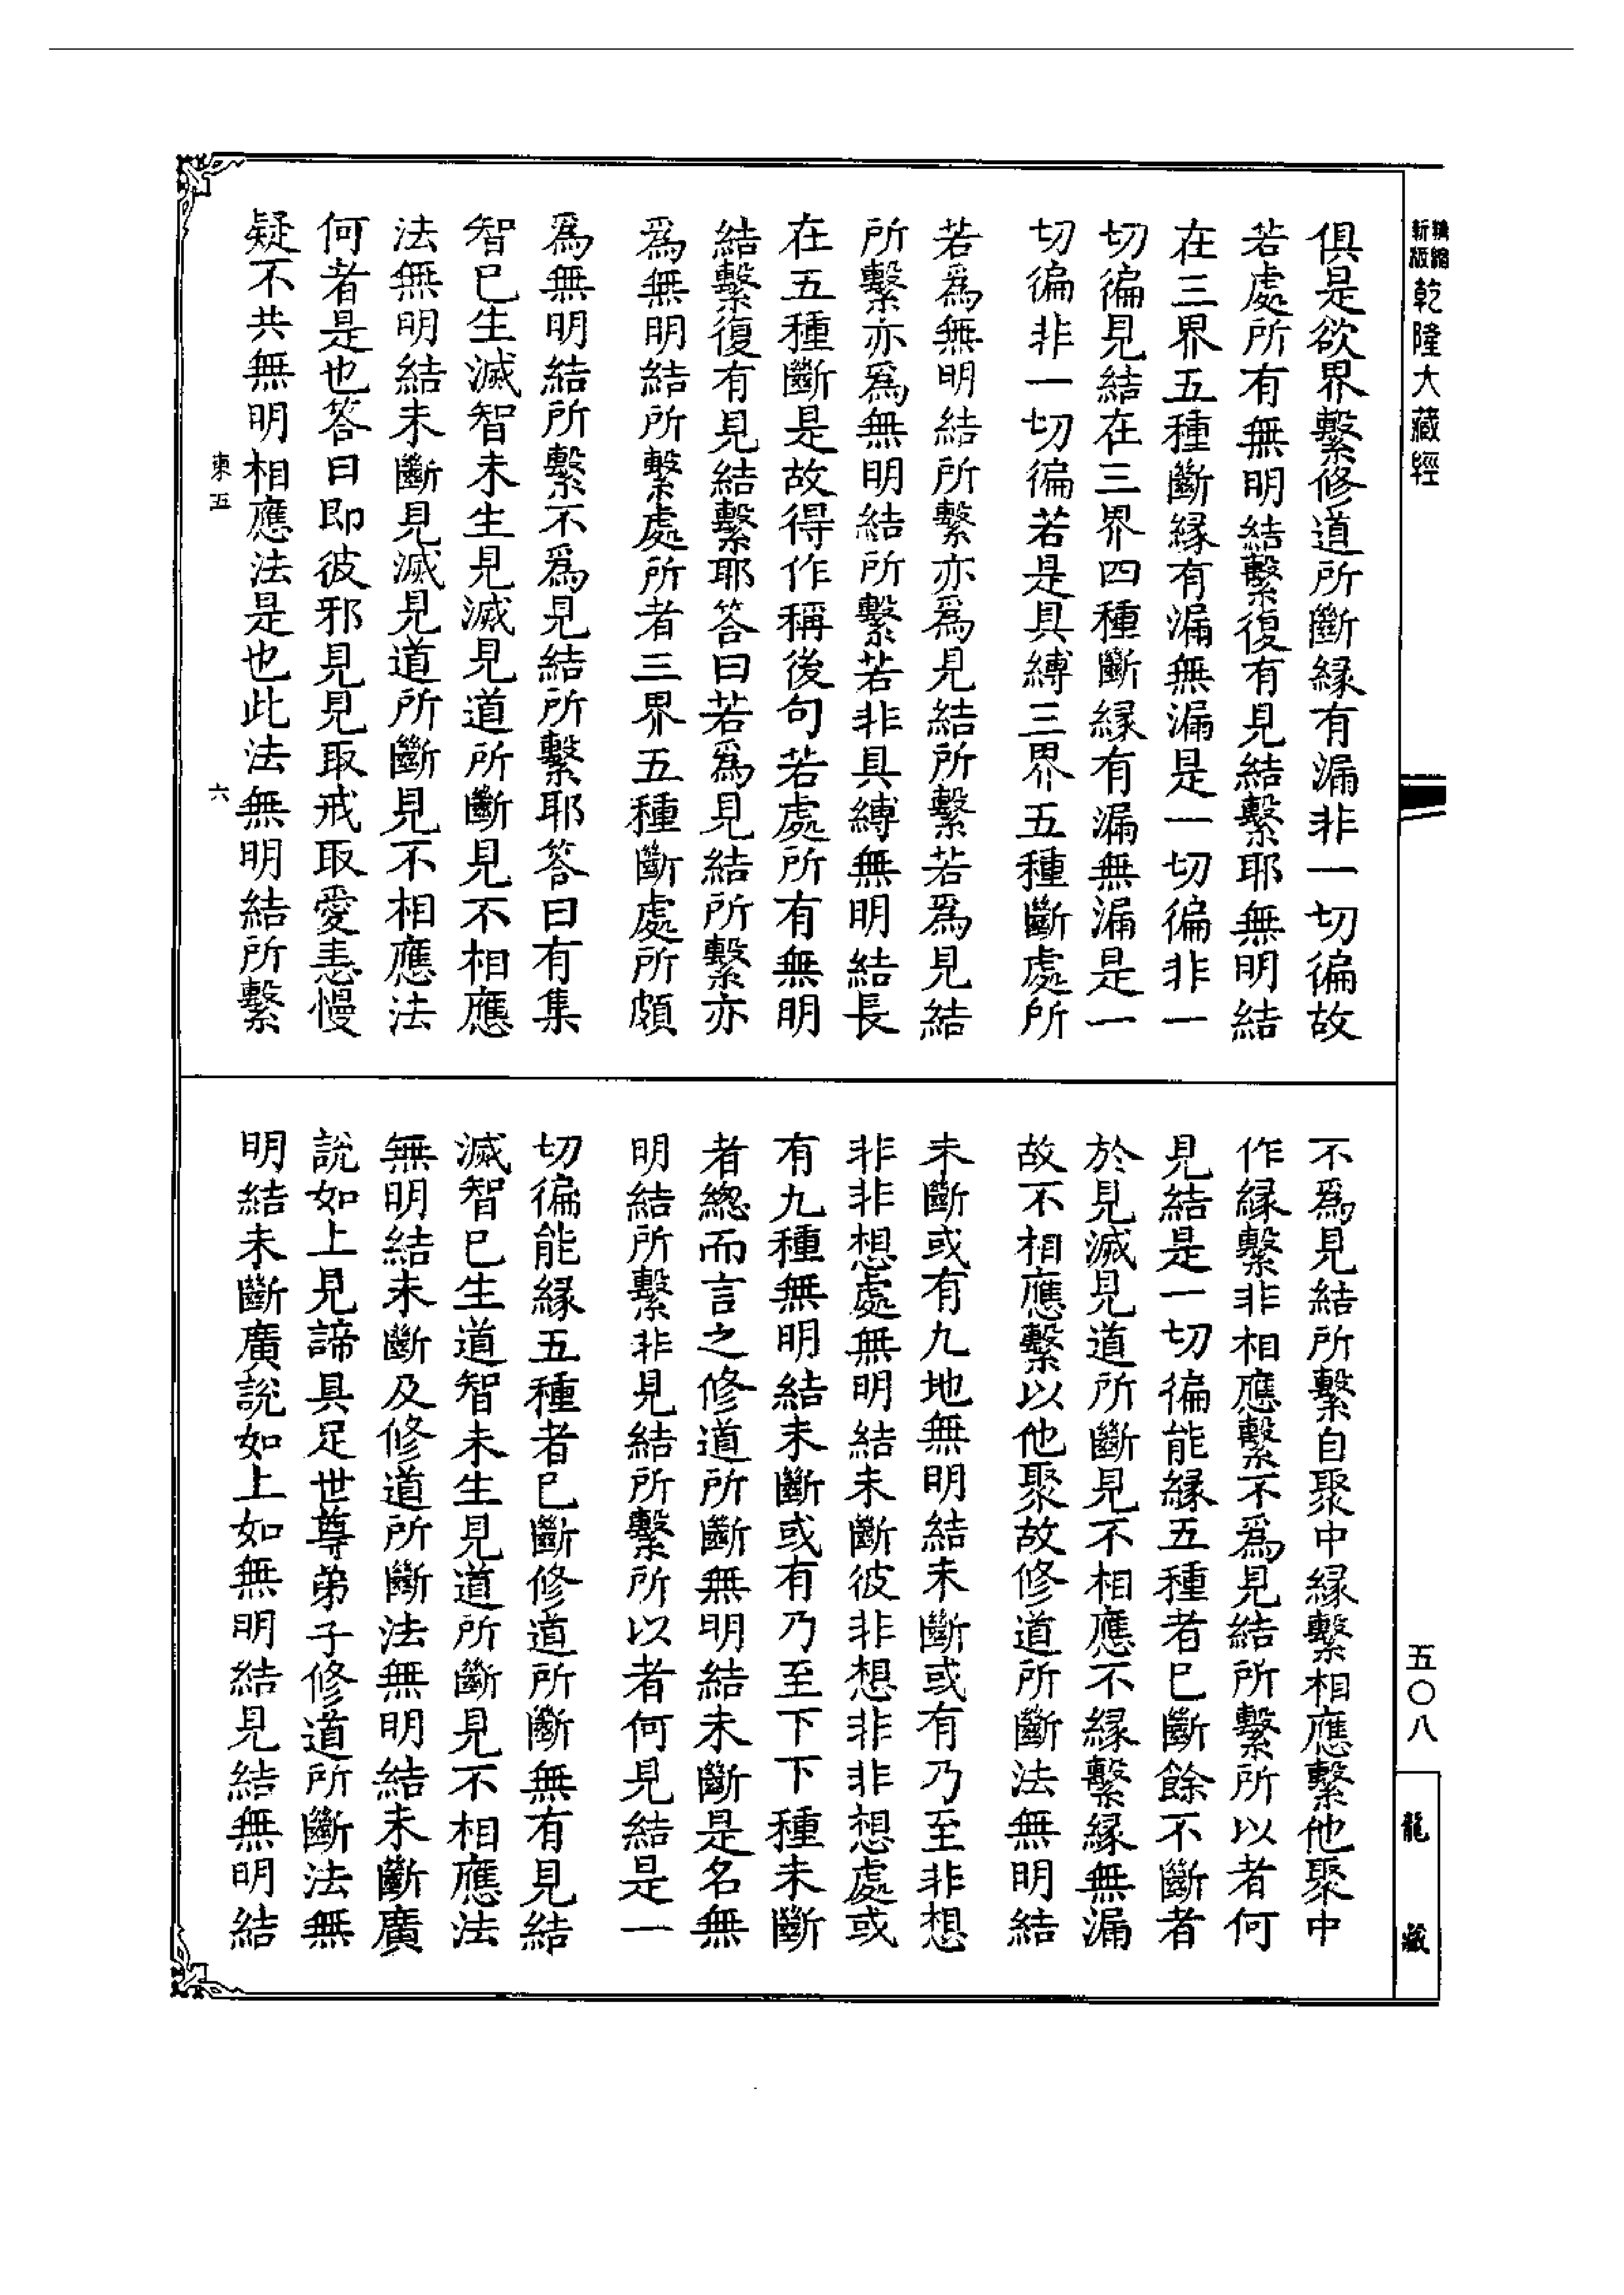 新版精縮
乾隆大藏經
俱是欲界繫修道所斷緣有漏非一切徧故
若處所有無明結繫復有見結繫耶無明結
在三界五種斷緣有漏無漏是一切徧非一
切徧見結在三界四種斷緣有漏無漏是一
切徧非一切徧若是具縛三界五種斷處所
若爲無明結所繫亦爲見結所繫若爲見結
所繫亦爲無明結所繫若非具縛無明結長
在五種斷是故得作稱後句若處所有無明
結繫復有見結繫耶答曰若爲見結所繫亦
爲無明結所繫處所者三界五種斷處所頗
爲無明結所繫不爲見結所繫耶答曰有集
智已生滅智未生見滅見道所斷見不相應
法無明結未斷見滅見道所斷見不相應法
何者是也答曰即彼邪見見取戒取愛恚慢
疑不共無明相應法是也此法無明結所繫
東五
六
不爲見結所繫自聚中緣繫相應繫他聚中
作緣繫非相應繫不爲見結所繫所以者何
見結是一切徧能緣五種者已斷餘不斷者
於見滅見道所斷見不相應不緣繫緣無漏
故不相應繫以他聚故修道所斷法無明結
未斷或有九地無明結未斷或有乃至非想
非非想處無明結未斷彼非想非非想處或
有九種無明結未斷或有乃至下下種未斷
者緫而言之修道所斷無明結未斷是名無
明結所繫非見結所繫所以者何見結是一
切徧能緣五種者已斷修道所斷無有見結
滅智已生道智未生見道所斷見不相應法
無明結未斷及修道所斷法無明結未斷廣
說如上見諦具足世尊弟子修道所斷法無
明結未斷廣說如上如無明結見結無明結
五〇八
龍藏